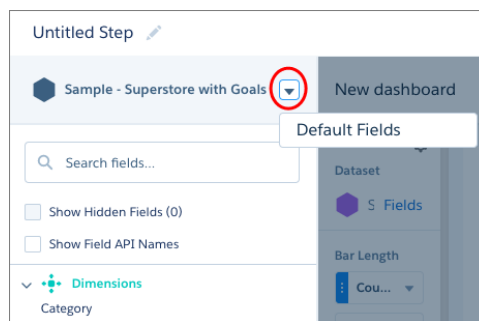 Untitled Step
Sample - Superstore with Goals
New dashboard
Default Fields
Search fields...
Dataset
S Fields
Show Hidden Fields (0)
Show Field API Names
Bar Length
Cou...
Dimensions
Category